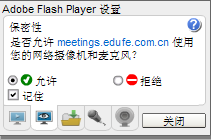 Adobe Flash Player 设置
保密性
是否允许 meetings.edufe.com.cn 使用
您的网络摄像机和麦克风?
允许 拒绝
记住
关闭